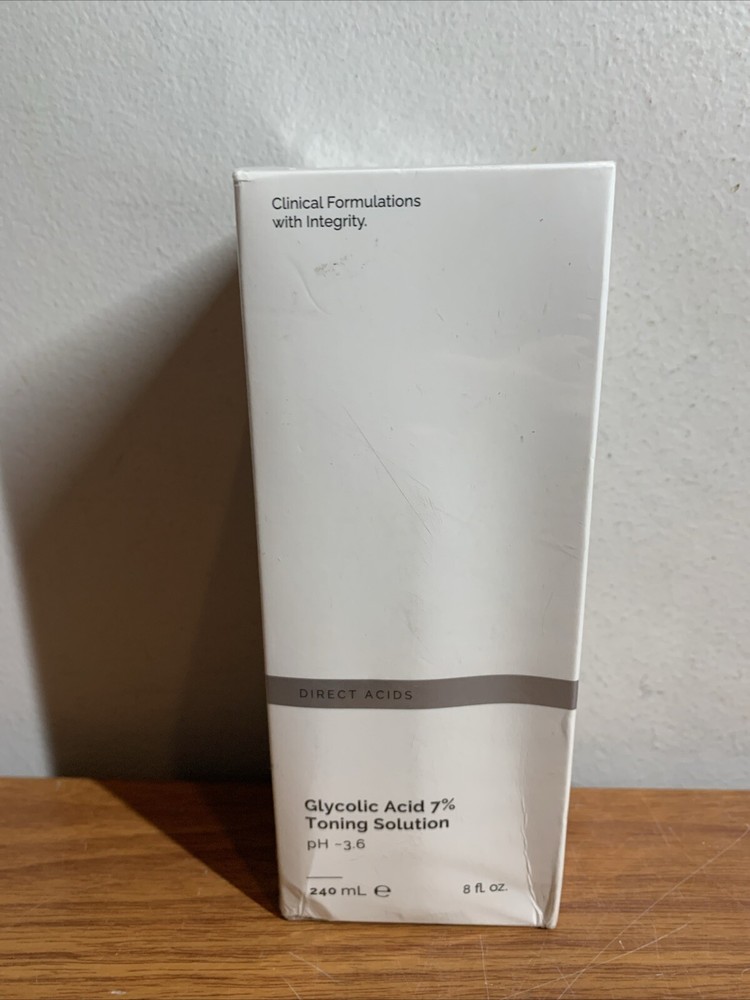 Clinical Formulations
with Integrity.
DIRECT ACIDS
Glycolic Acid 7%
Toning Solution
pH ~3.6
240 mL ℮
8 fl. oz.